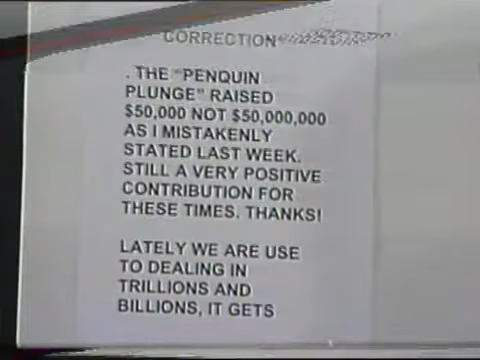 CORRECTION
. THE "PENQUIN
PLUNGE" RAISED
$50,000 NOT $50,000,000
AS I MISTAKENLY
STATED LAST WEEK.
STILL A VERY POSITIVE
CONTRIBUTION FOR
THESE TIMES. THANKS!
LATELY WE ARE USE
TO DEALING IN
TRILLIONS AND
BILLIONS, IT GETS